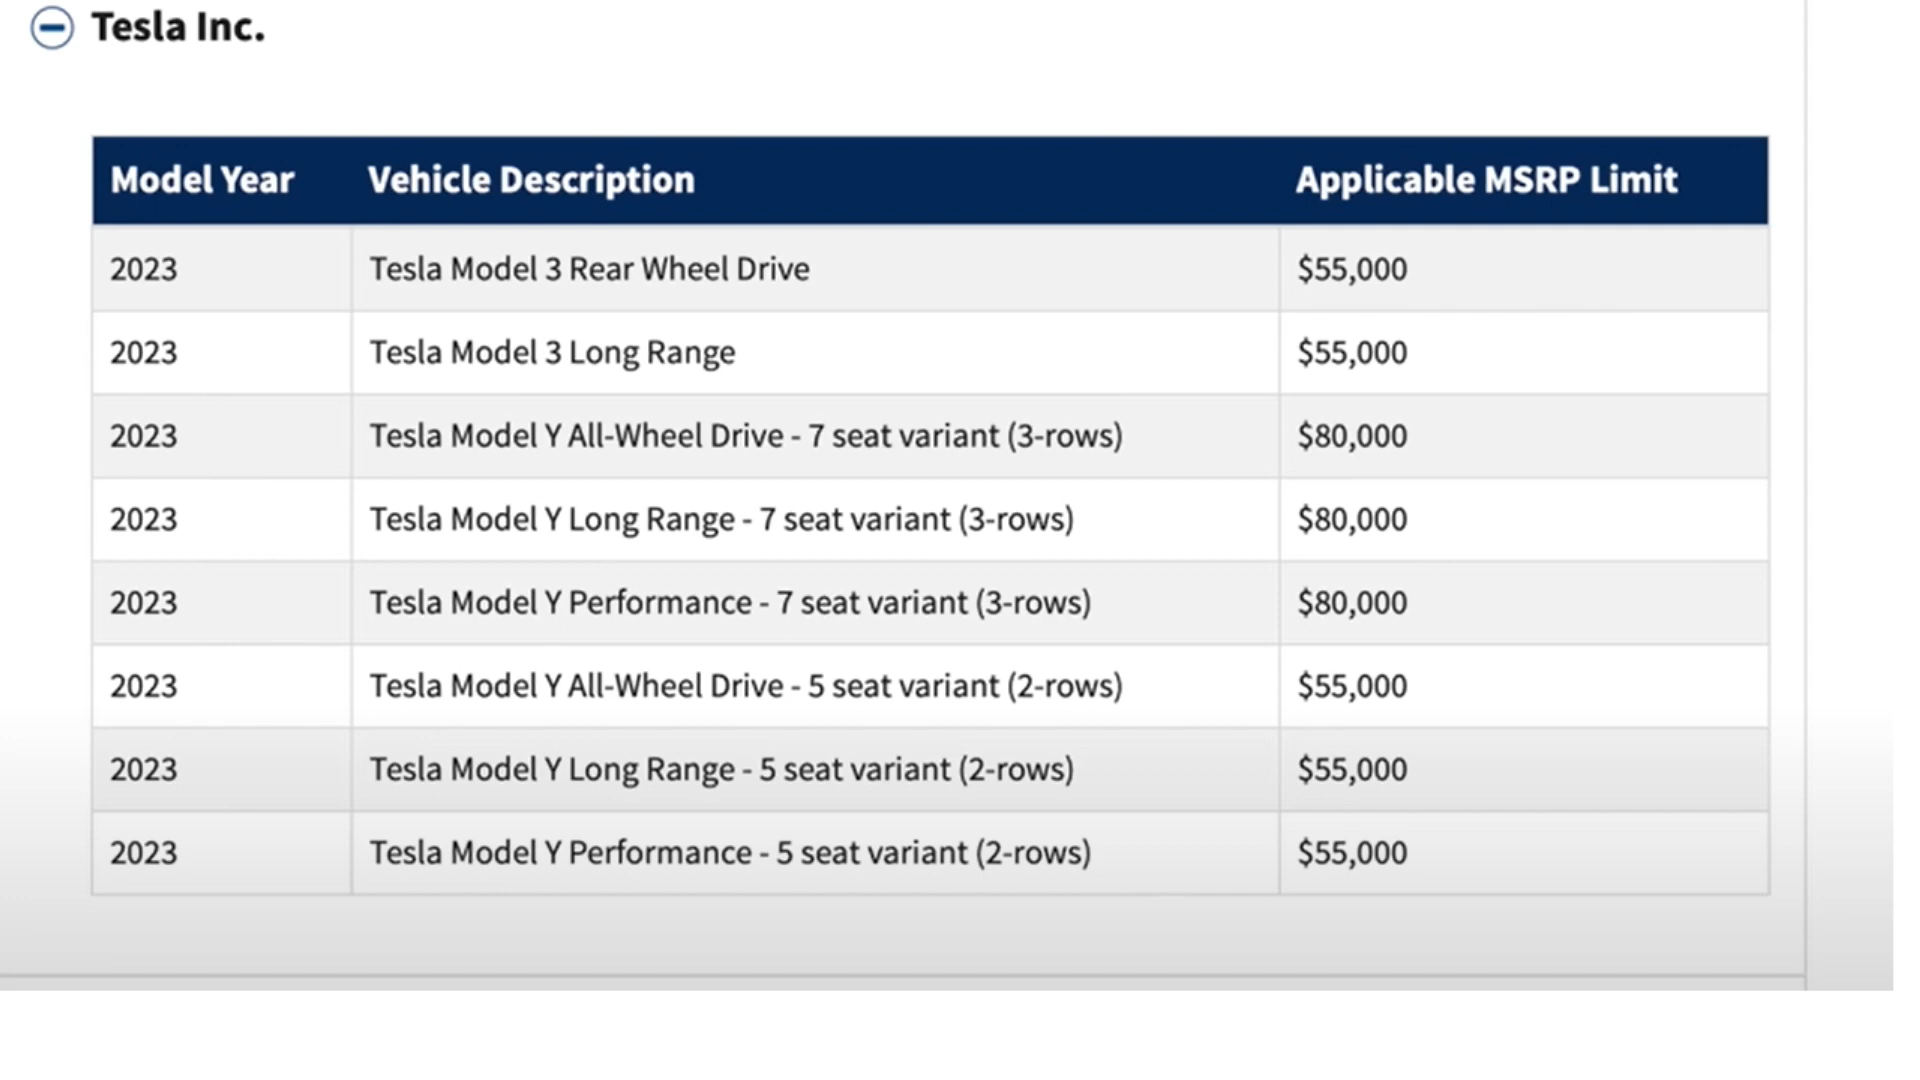 Tesla Inc.
Model Year Vehicle Description Applicable MSRP Limit
2023 Tesla Model 3 Rear Wheel Drive $55,000
2023 Tesla Model 3 Long Range $55,000
2023 Tesla Model Y All-Wheel Drive - 7 seat variant (3-rows) $80,000
2023 Tesla Model Y Long Range - 7 seat variant (3-rows) $80,000
2023 Tesla Model Y Performance - 7 seat variant (3-rows) $80,000
2023 Tesla Model Y All-Wheel Drive - 5 seat variant (2-rows) $55,000
2023 Tesla Model Y Long Range - 5 seat variant (2-rows) $55,000
2023 Tesla Model Y Performance - 5 seat variant (2-rows) $55,000